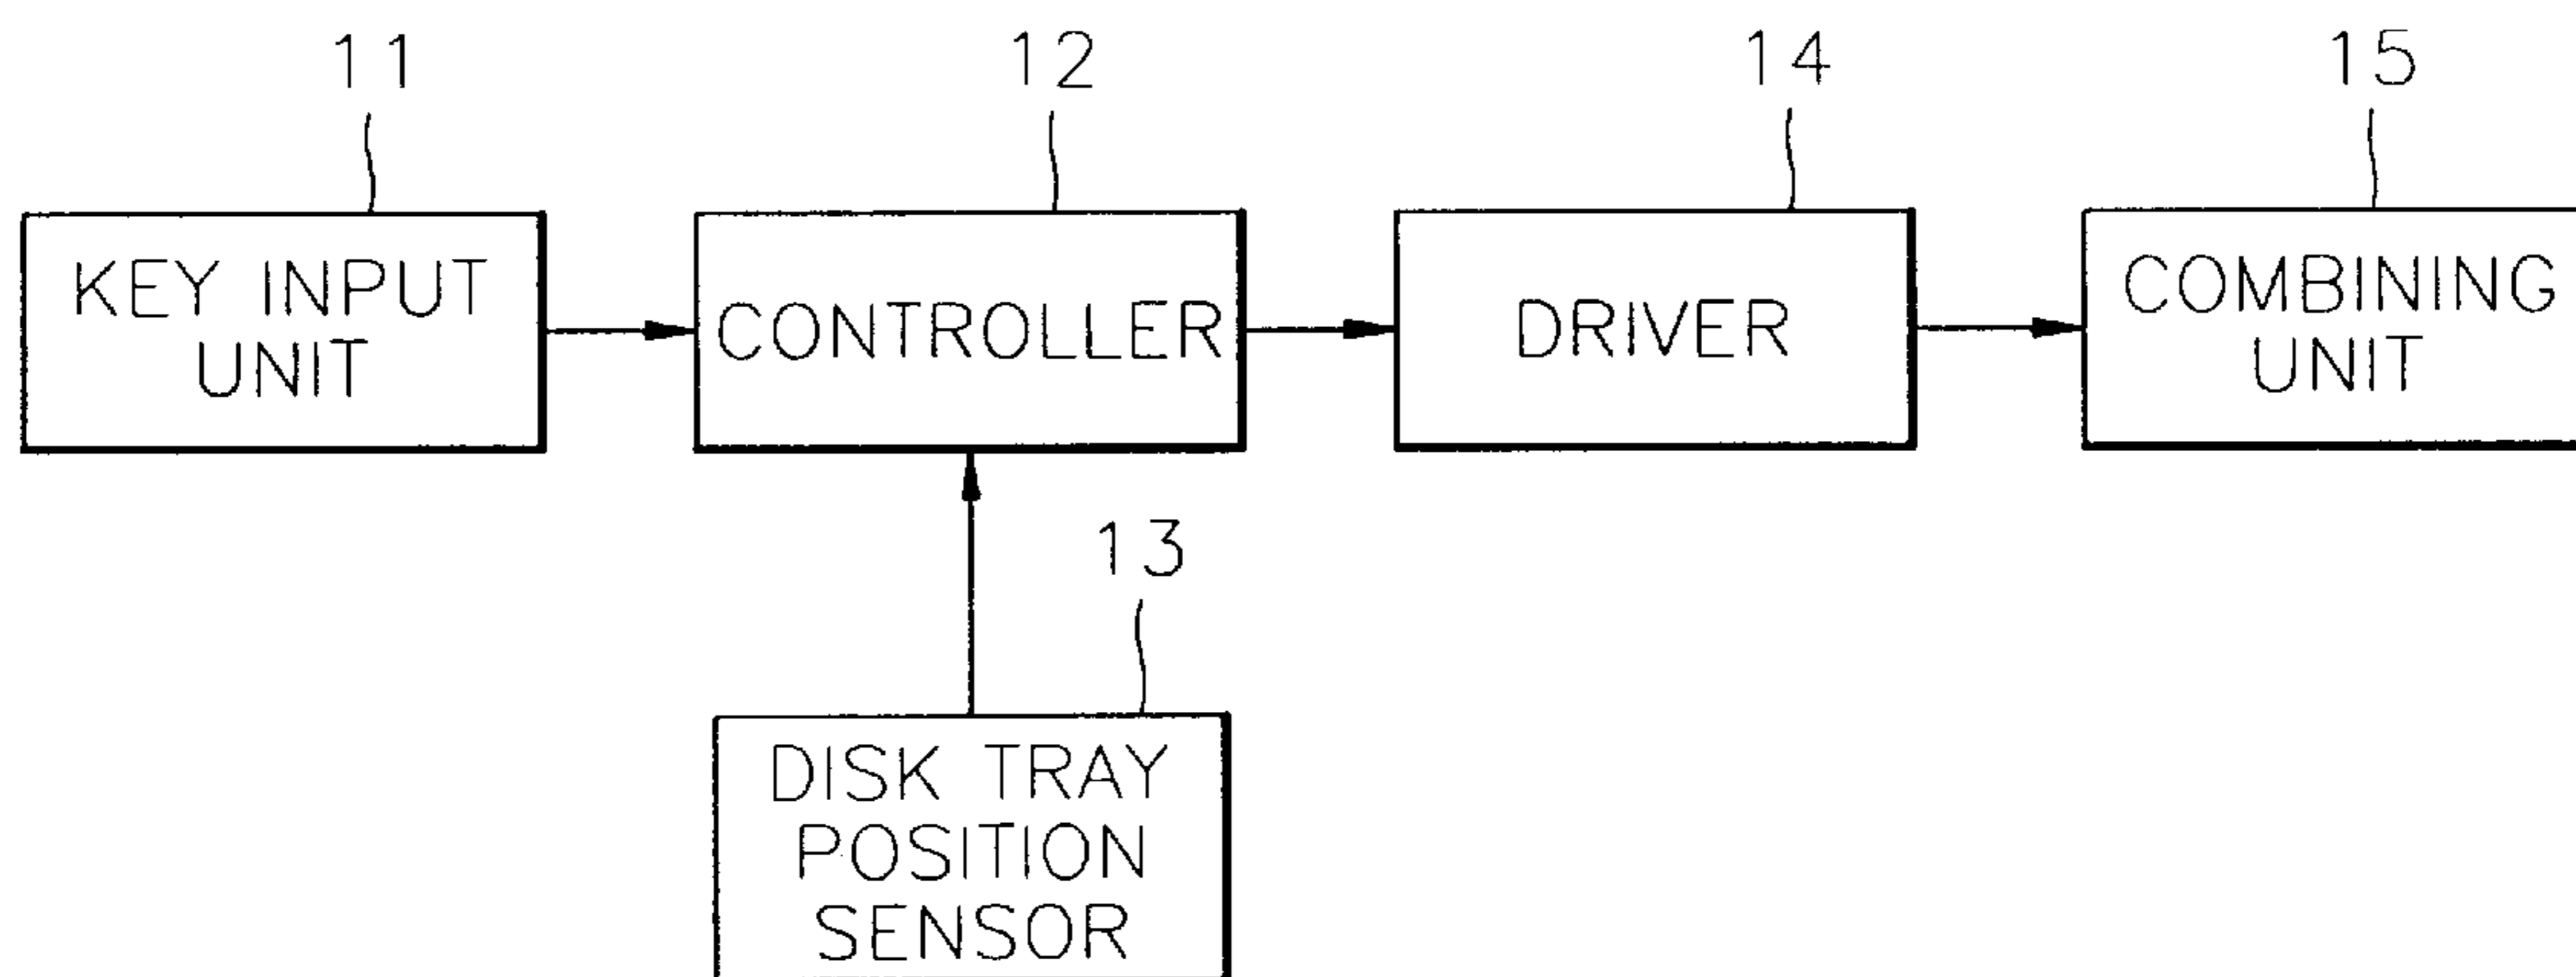 11
12
14
15
KEY INPUT
UNIT
CONTROLLER
DRIVER
COMBINING
UNIT
13
DISK TRAY
POSITION
SENSOR